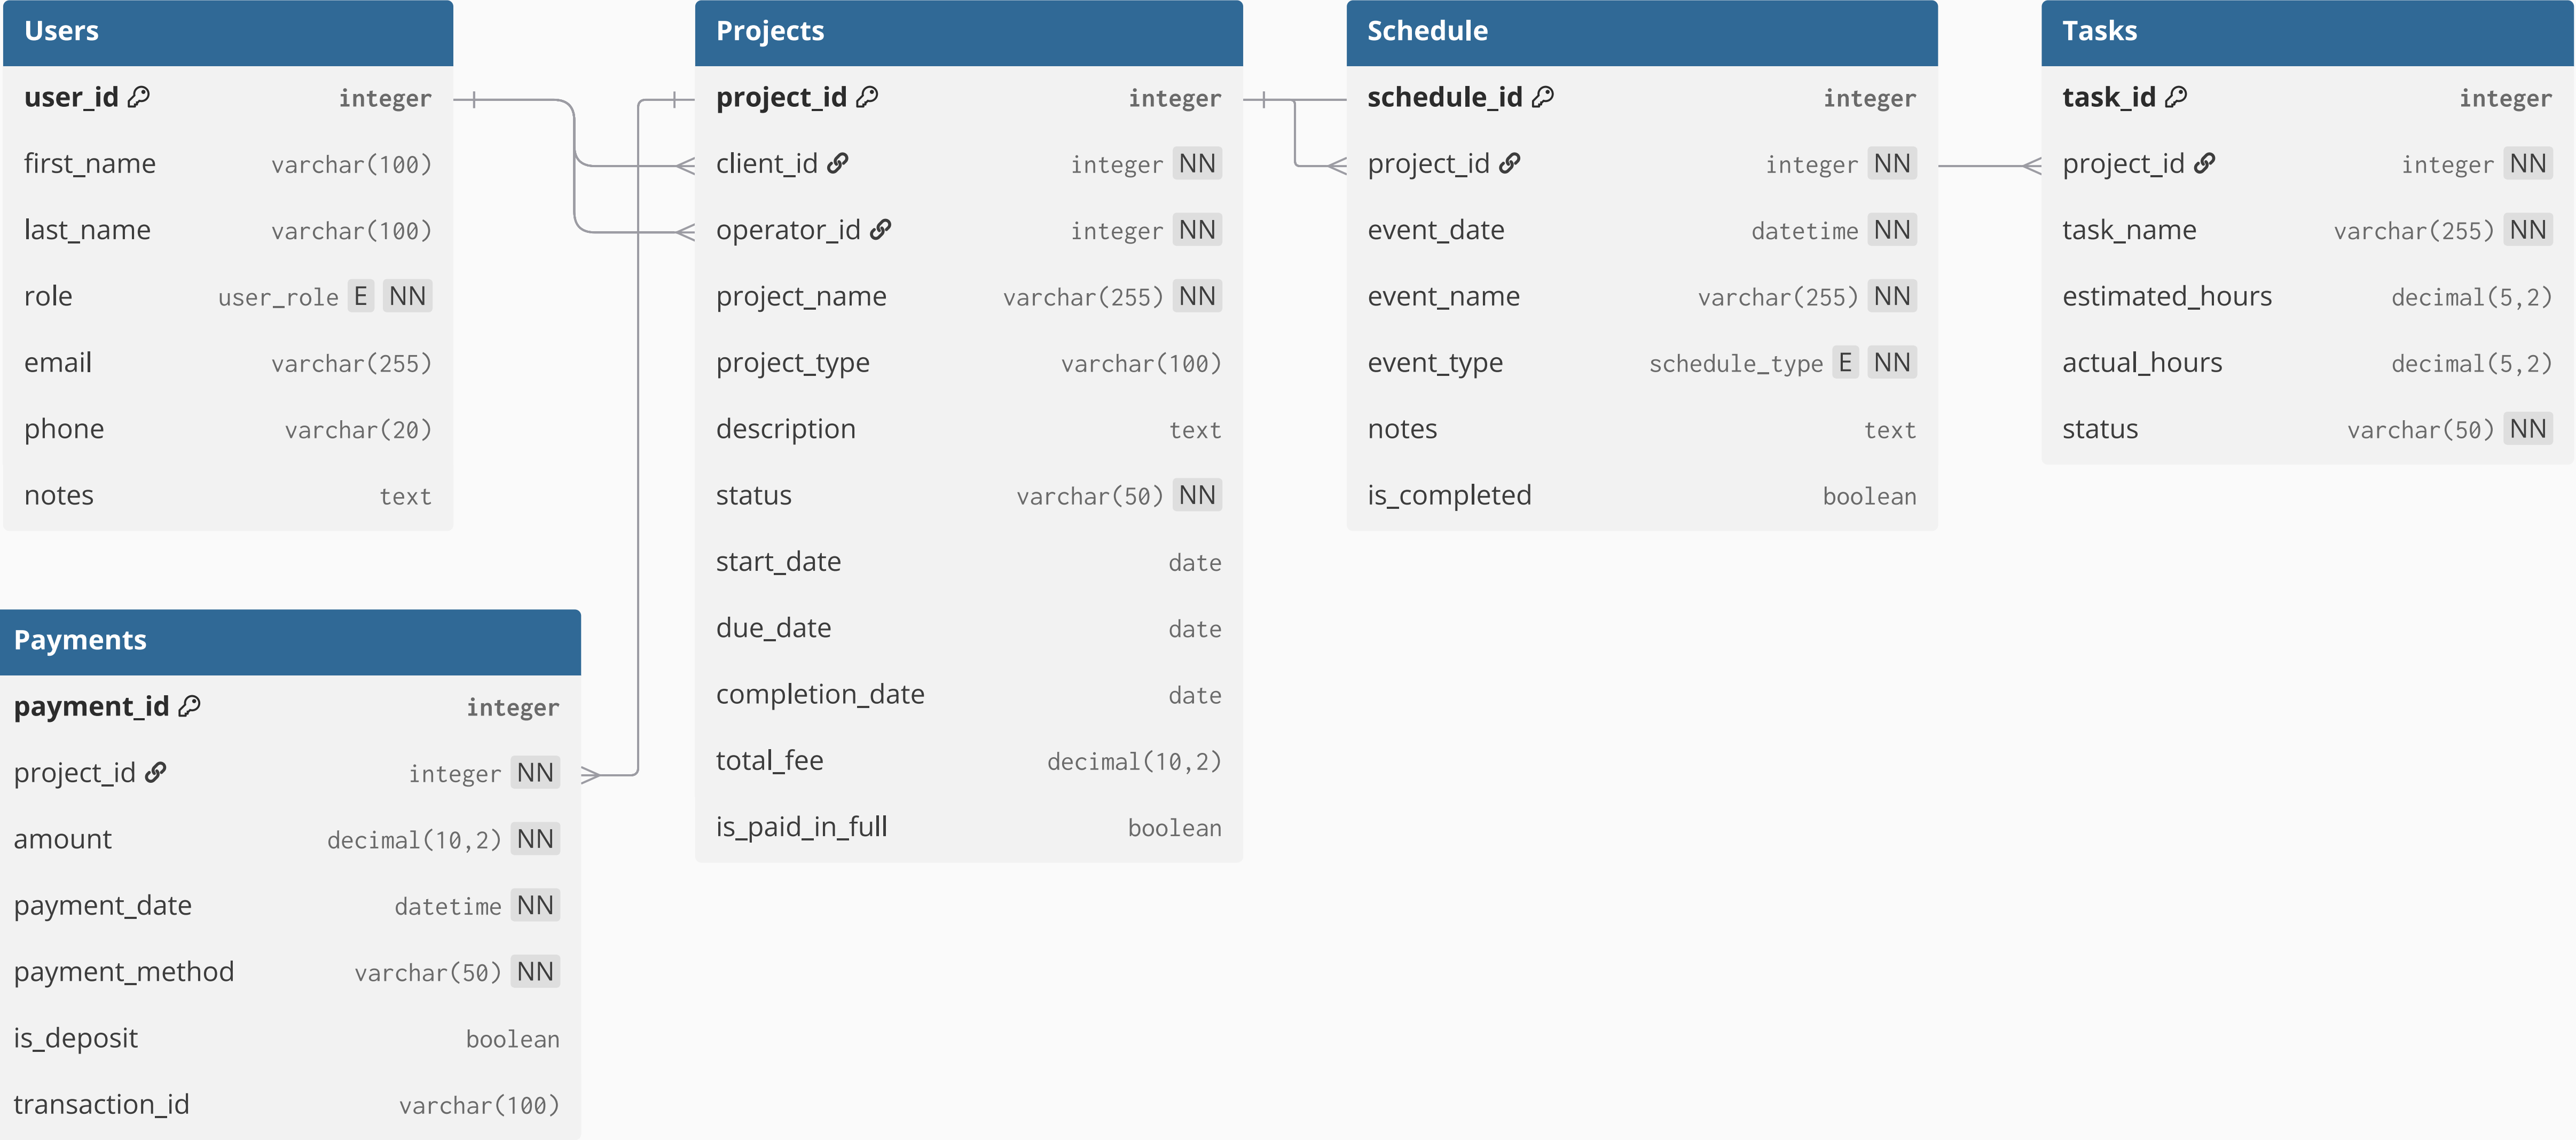 Users
user_id integer
first_name varchar(100)
last_name varchar(100)
role user_role E NN
email varchar(255)
phone varchar(20)
notes text
Projects
project_id integer
client_id integer NN
operator_id integer NN
project_name varchar(255) NN
project_type varchar(100)
description text
status varchar(50) NN
start_date date
due_date date
completion_date date
total_fee decimal(10,2)
is_paid_in_full boolean
Schedule
schedule_id integer
project_id integer NN
event_date datetime NN
event_name varchar(255) NN
event_type schedule_type E NN
notes text
is_completed boolean
Tasks
task_id integer
project_id integer NN
task_name varchar(255) NN
estimated_hours decimal(5,2)
actual_hours decimal(5,2)
status varchar(50) NN
Payments
payment_id integer
project_id integer NN
amount decimal(10,2) NN
payment_date datetime NN
payment_method varchar(50) NN
is_deposit boolean
transaction_id varchar(100)